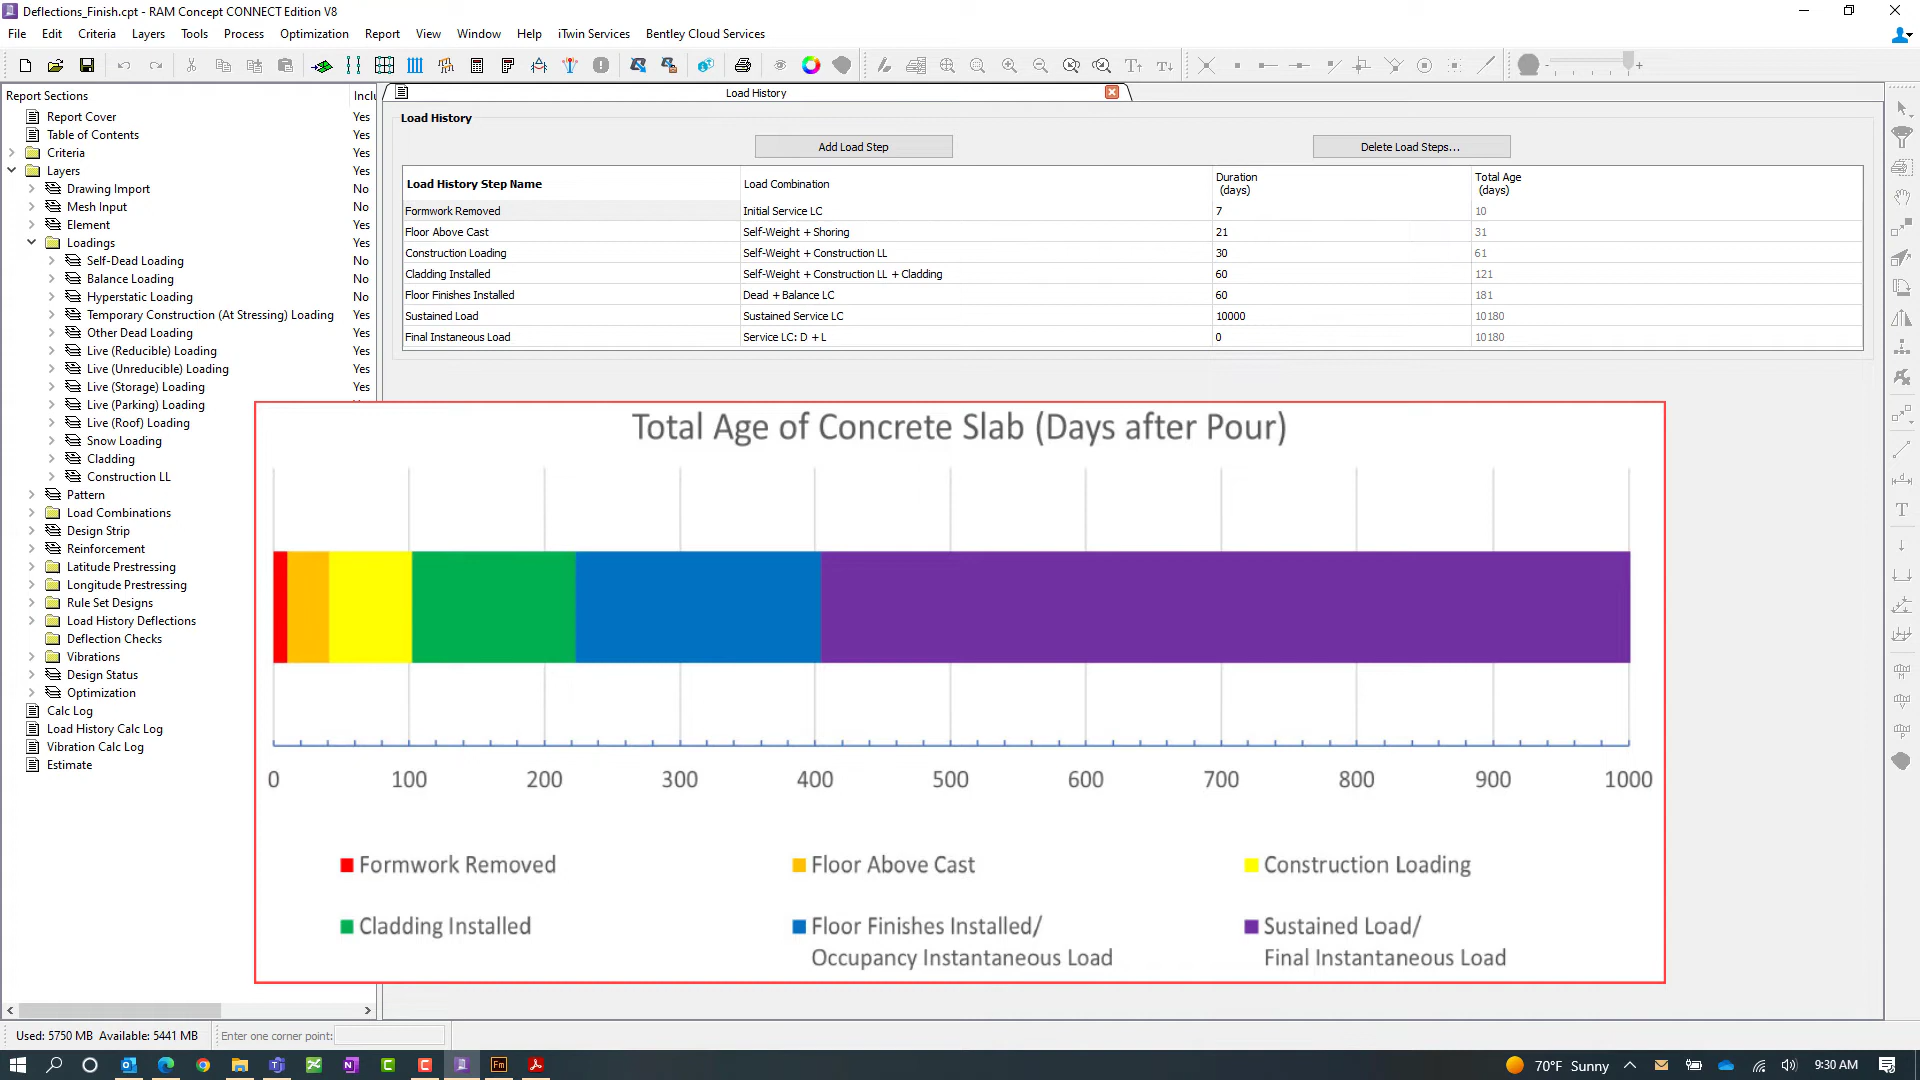 Deflections_Finish.cpt - RAM Concept CONNECT Edition V8
File Edit Criteria Layers Tools Process Optimization Report View Window Help iTwin Services Bentley Cloud Services
Report Sections Inclu
Report Cover Yes
Table of Contents Yes
Criteria Yes
Layers Yes
Drawing Import No
Mesh Input No
Element Yes
Loadings Yes
Self-Dead Loading No
Balance Loading No
Hyperstatic Loading No
Temporary Construction (At Stressing) Loading Yes
Other Dead Loading Yes
Live (Reducible) Loading Yes
Live (Unreducible) Loading Yes
Live (Storage) Loading Yes
Live (Parking) Loading
Live (Roof) Loading
Snow Loading
Cladding
Construction LL
Pattern
Load Combinations
Design Strip
Reinforcement
Latitude Prestressing
Longitude Prestressing
Rule Set Designs
Load History Deflections
Deflection Checks
Vibrations
Design Status
Optimization
Calc Log
Load History Calc Log
Vibration Calc Log
Estimate
Load History
Load History
Add Load Step Delete Load Steps...
Load History Step Name Load Combination Duration (days) Total Age (days)
Formwork Removed Initial Service LC 7 10
Floor Above Cast Self-Weight + Shoring 21 31
Construction Loading Self-Weight + Construction LL 30 61
Cladding Installed Self-Weight + Construction LL + Cladding 60 121
Floor Finishes Installed Dead + Balance LC 60 181
Sustained Load Sustained Service LC 10000 10180
Final Instaneous Load Service LC: D + L 0 10180
Total Age of Concrete Slab (Days after Pour)
0 100 200 300 400 500 600 700 800 900 1000
Formwork Removed Floor Above Cast Construction Loading
Cladding Installed Floor Finishes Installed/ Sustained Load/
Occupancy Instantaneous Load Final Instantaneous Load
Used: 5750 MB Available: 5441 MB Enter one corner point:
70°F Sunny 9:30 AM